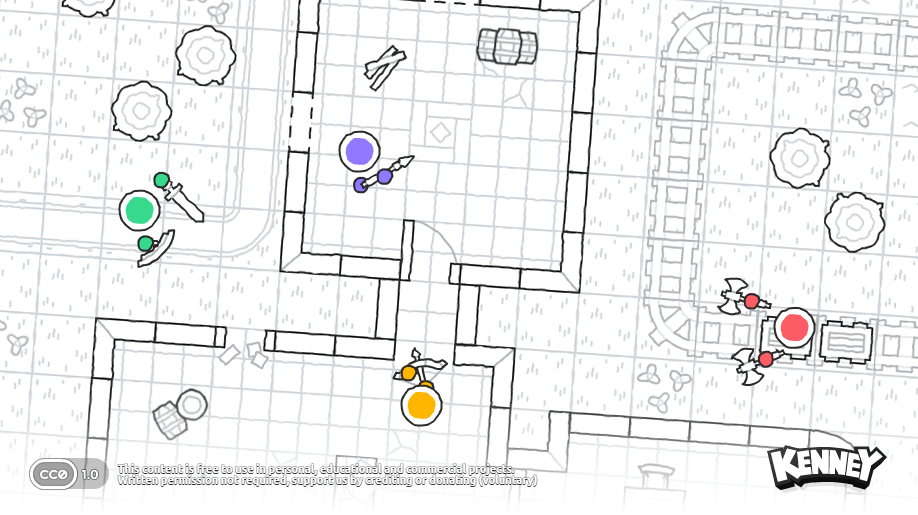 CC0 1.0
This content is free to use in personal, educational and commercial projects.
Written permission not required, support us by crediting or donating (voluntary)
KENNEY